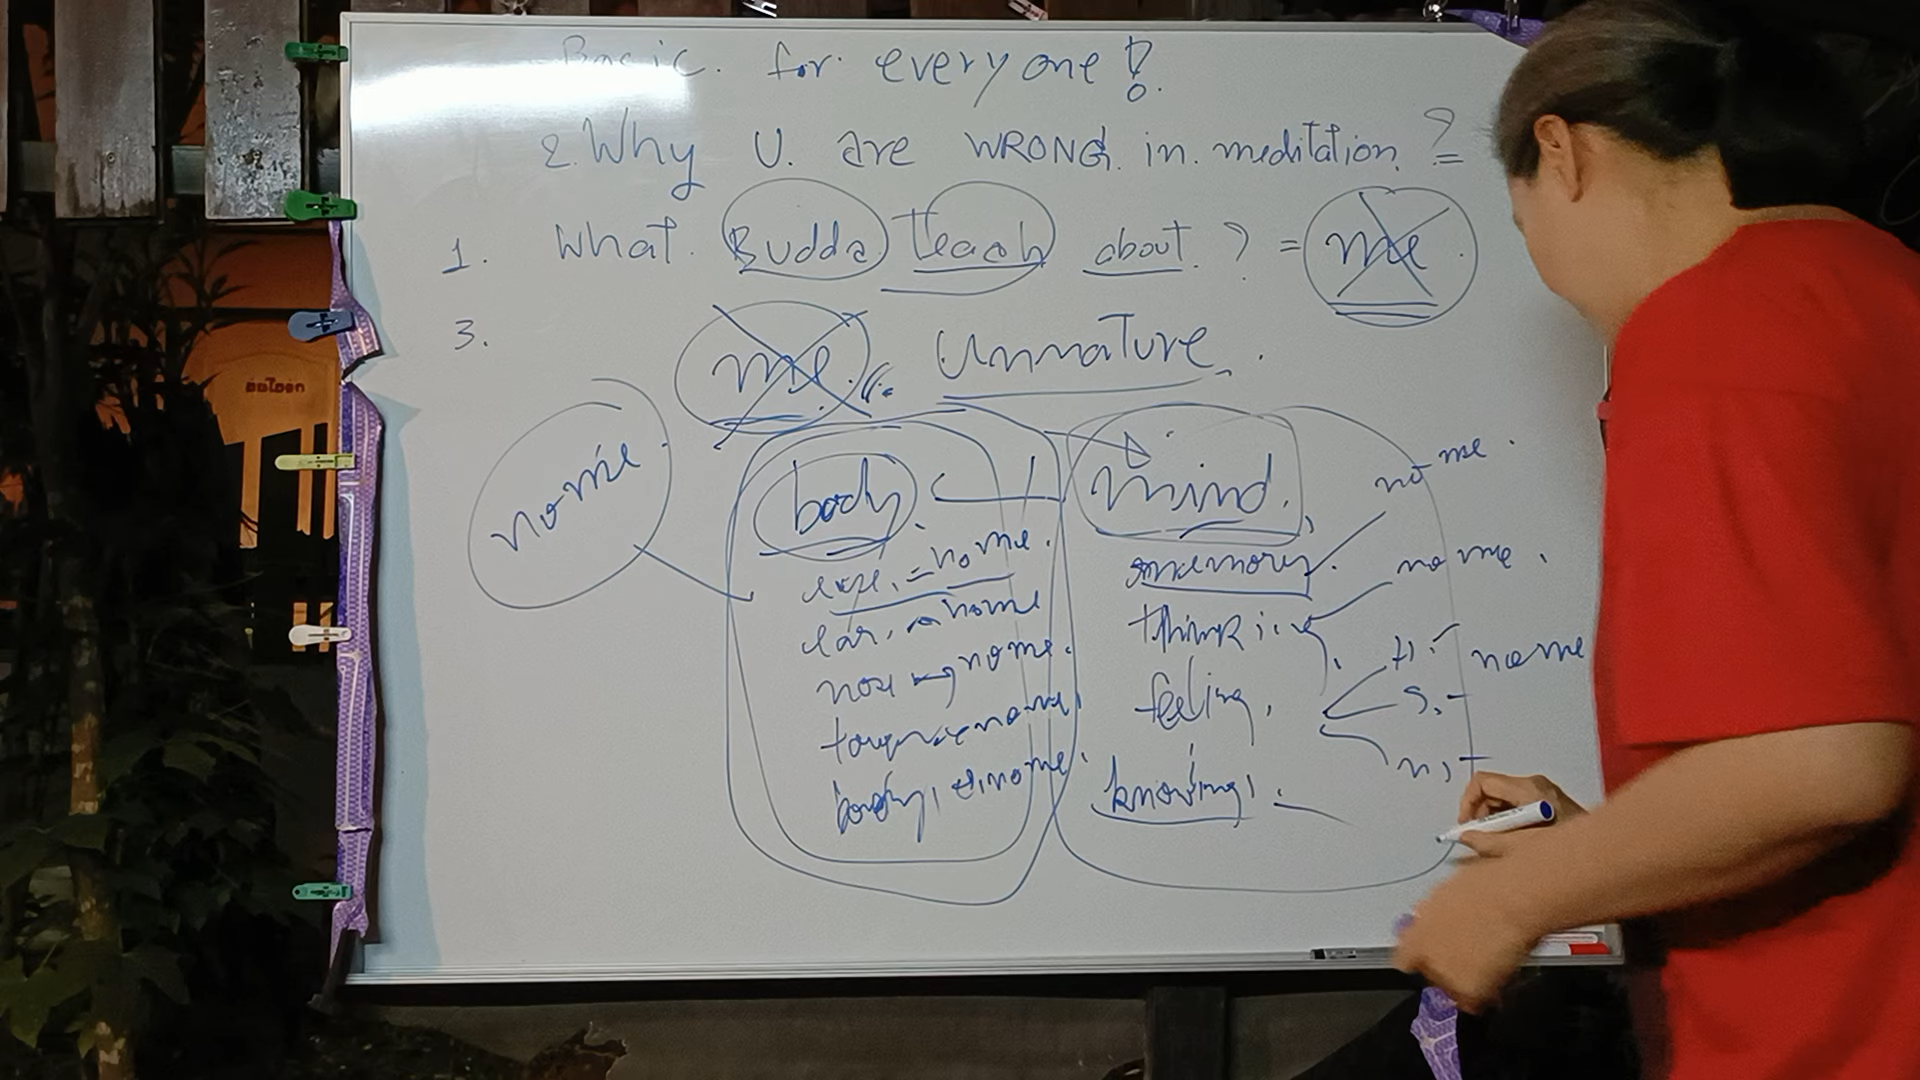 Basic. for everyone!
2. Why U. are WRONG. in. meditation?
1. What. Budda teach about.? = me.
3.
me. Unnature.
no me.
body. mind.
eye. = no me.
ear. no me
nose no me.
tongue no me.
body, no me.
memory. no me.
thinking no me.
feeling, H. S. N, no me
knowing,